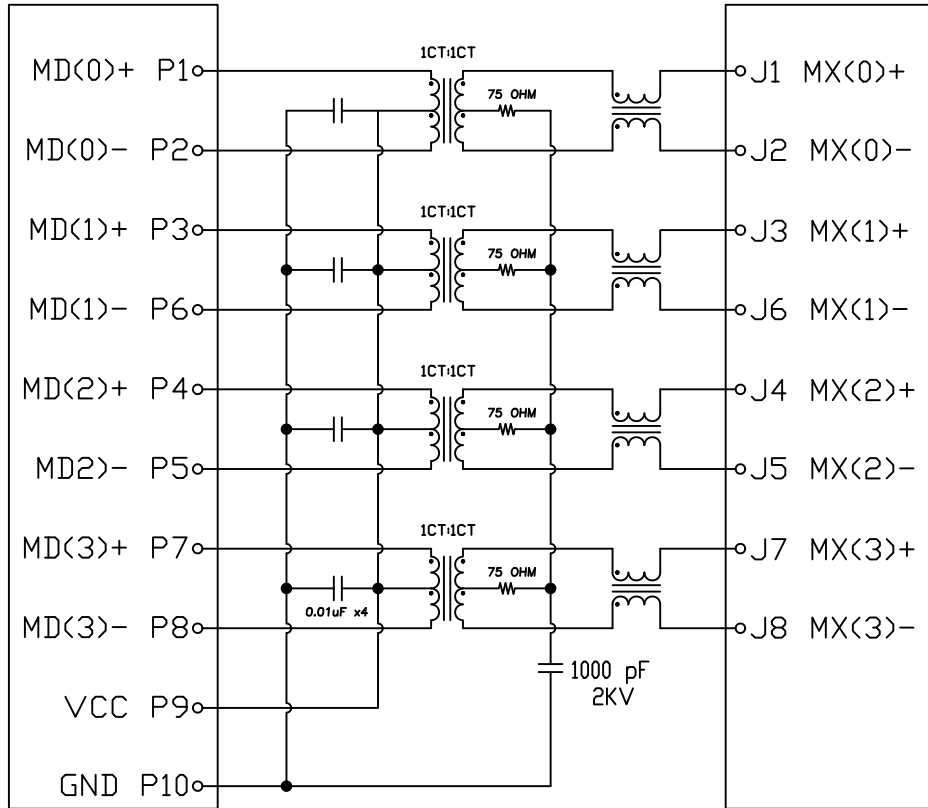 1CT:1CT
MD(0)+ P1
75 OHM
J1 MX(0)+
MD(0)- P2
J2 MX(0)-
1CT:1CT
MD(1)+ P3
75 OHM
J3 MX(1)+
MD(1)- P6
J6 MX(1)-
1CT:1CT
MD(2)+ P4
75 OHM
J4 MX(2)+
MD2)- P5
J5 MX(2)-
1CT:1CT
MD(3)+ P7
75 OHM
J7 MX(3)+
0.01uF x4
MD(3)- P8
J8 MX(3)-
1000 pF
2KV
VCC P9
GND P10